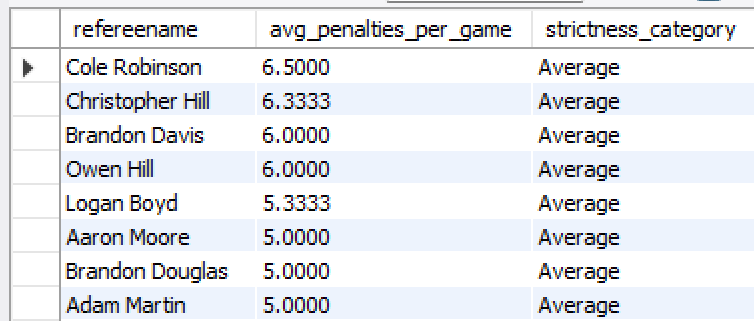 refereename avg_penalties_per_game strictness_category
Cole Robinson 6.5000 Average
Christopher Hill 6.3333 Average
Brandon Davis 6.0000 Average
Owen Hill 6.0000 Average
Logan Boyd 5.3333 Average
Aaron Moore 5.0000 Average
Brandon Douglas 5.0000 Average
Adam Martin 5.0000 Average